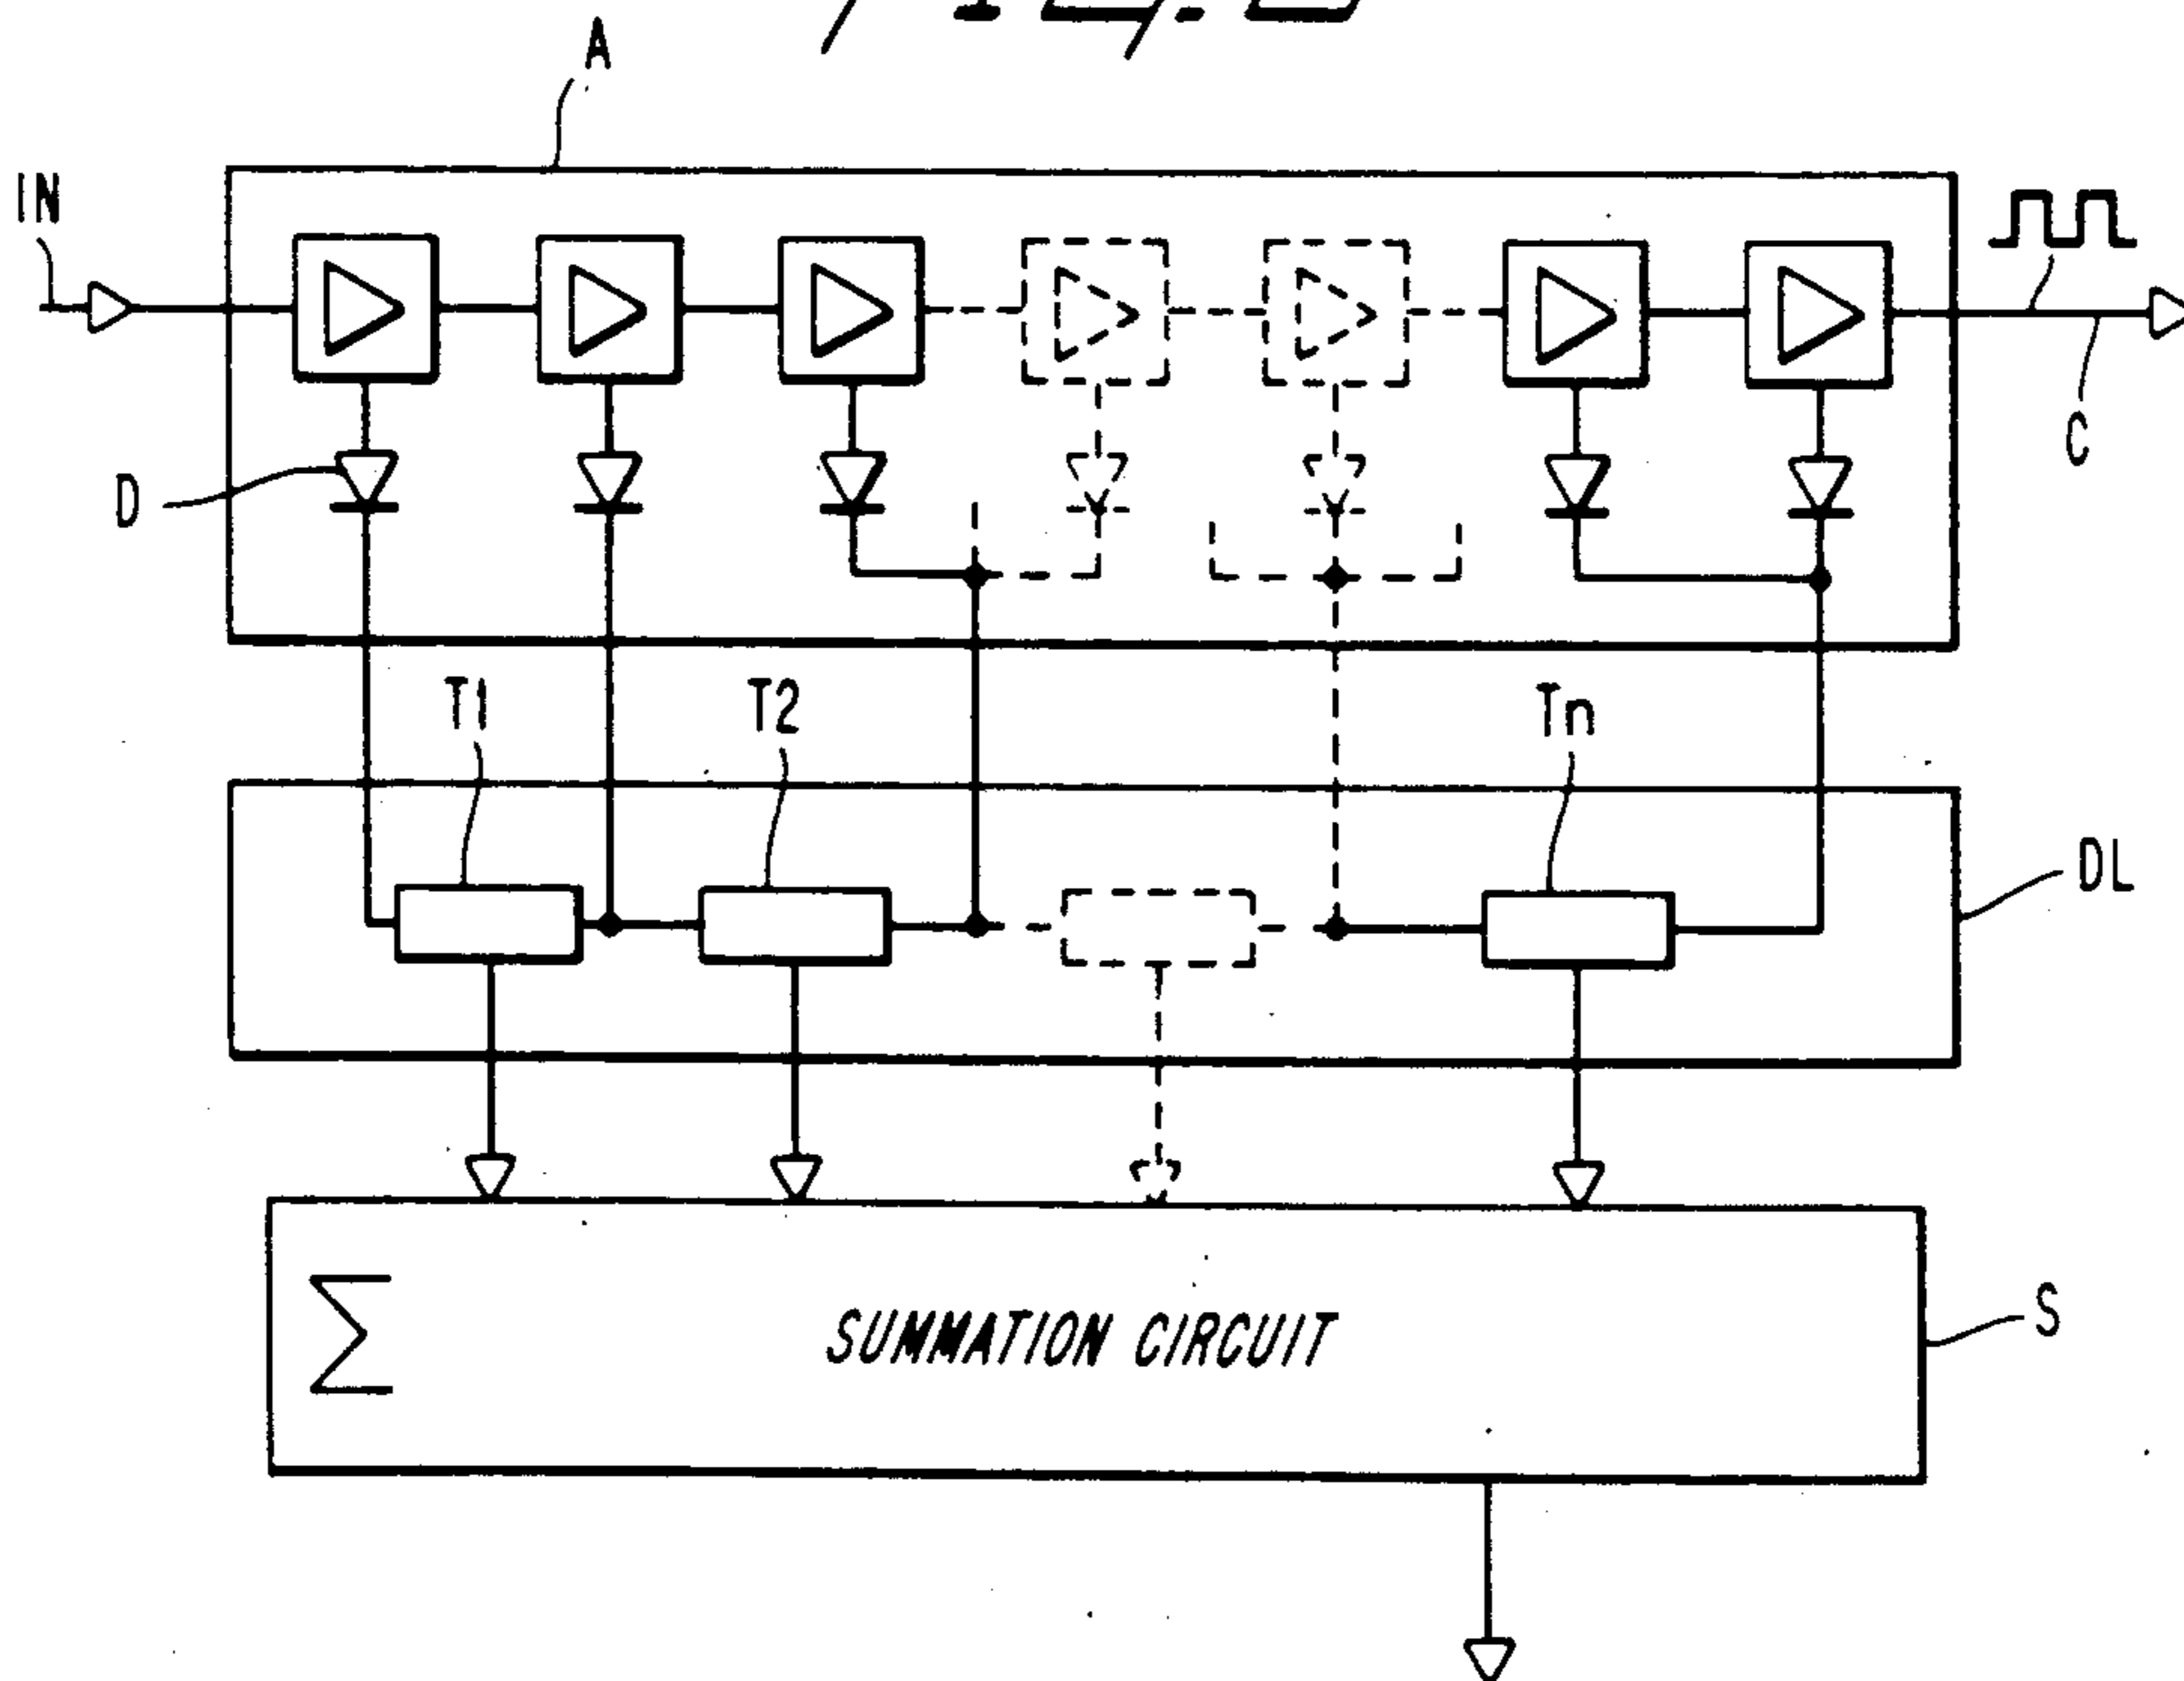 A
IN
C
D
T1
T2
Tn
DL
Σ
SUMMATION CIRCUIT
S